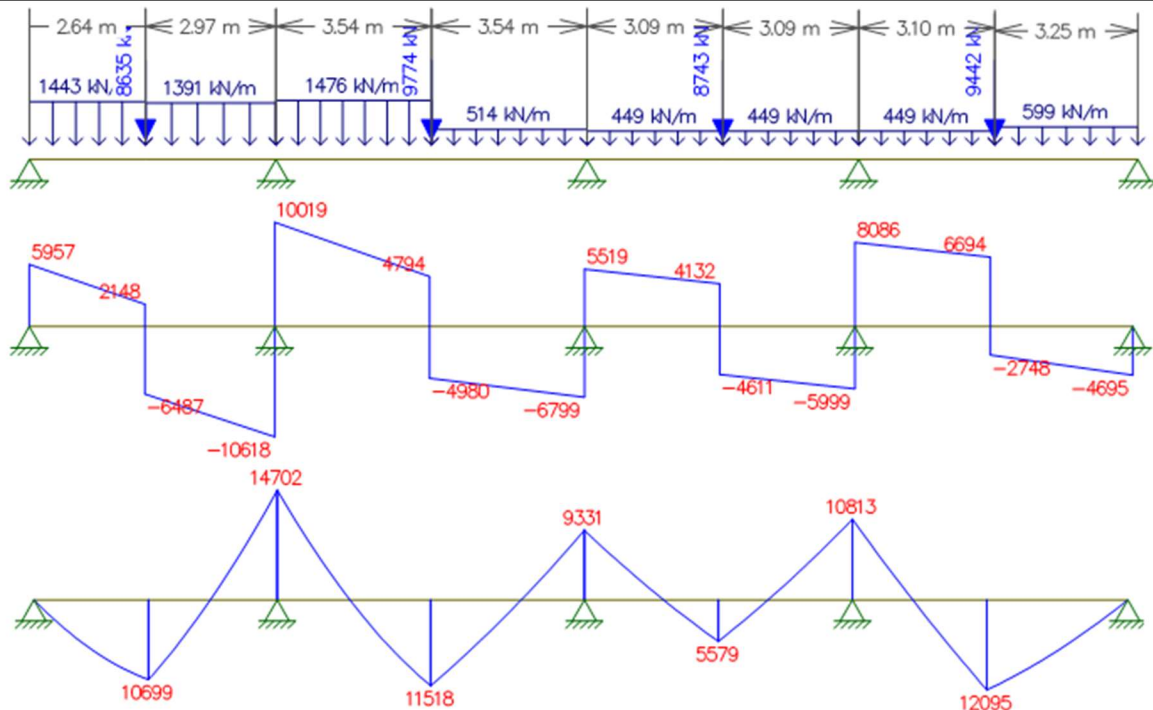 2.64 m 2.97 m 3.54 m 3.54 m 3.09 m 3.09 m 3.10 m 3.25 m
8635 k 9774 kN 8743 kN 9442 kN
1443 kN/ 1391 kN/m 1476 kN/m 514 kN/m 449 kN/m 449 kN/m 449 kN/m 599 kN/m
10019
5957 2148 4794 5519 4132 8086 6694
−6487 −4980 −4611 −2748
−10618 −6799 −5999 −4695
14702 9331 10813
10699 11518 5579 12095